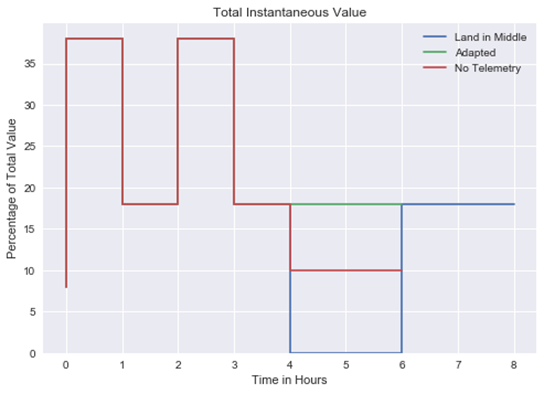 Total Instantaneous Value
Land in Middle
Adapted
No Telemetry
Percentage of Total Value
35
30
25
20
15
10
5
0
0 1 2 3 4 5 6 7 8
Time in Hours